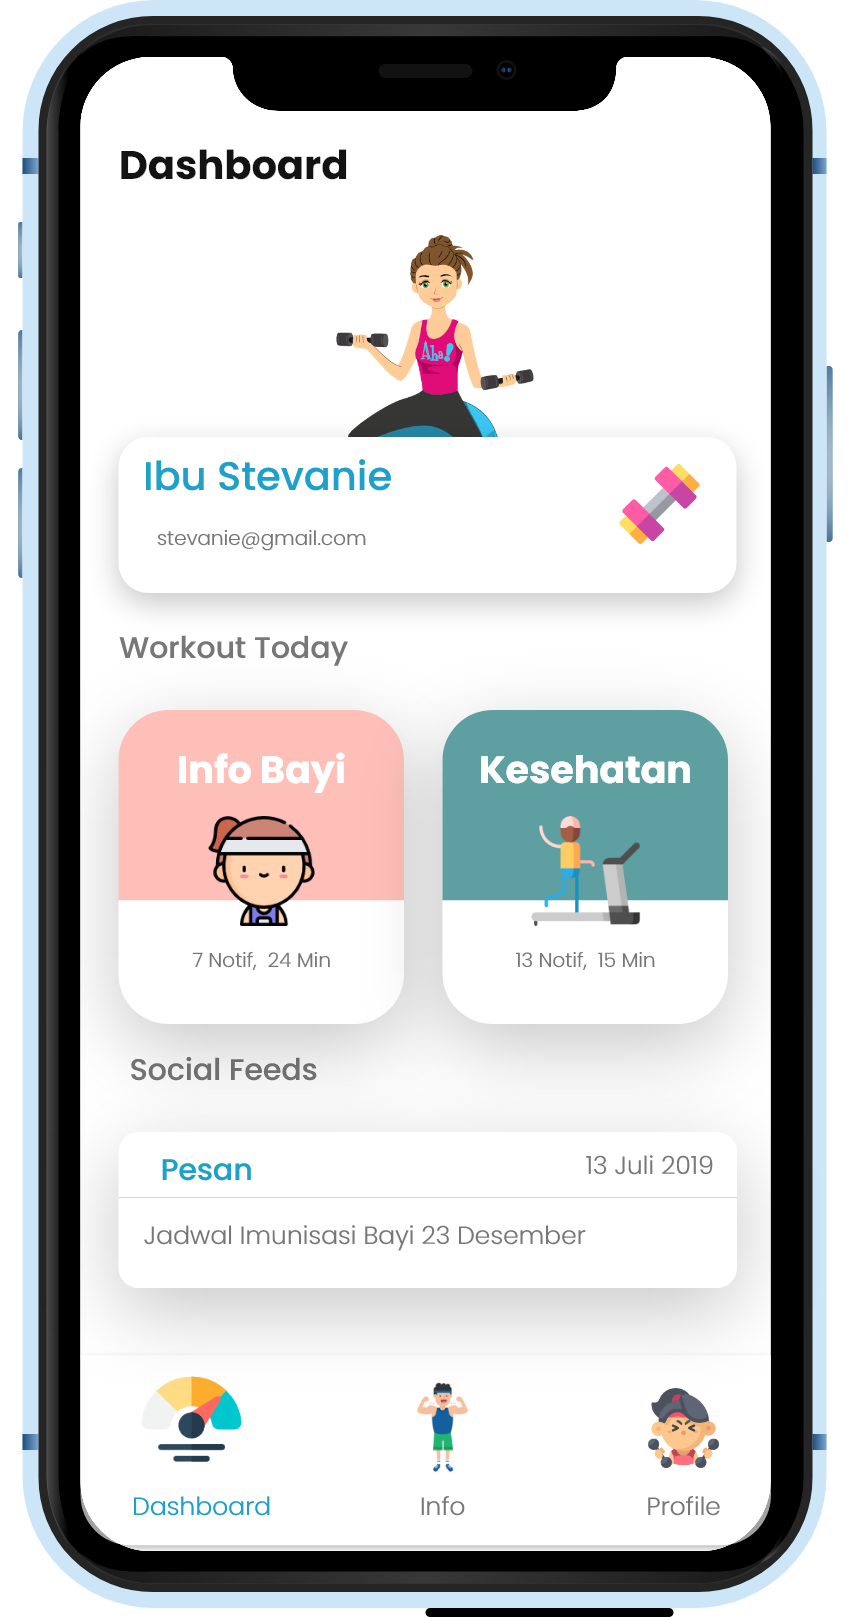 Dashboard
Aha!
Ibu Stevanie
stevanie@gmail.com
Workout Today
Info Bayi
Kesehatan
7 Notif, 24 Min
13 Notif, 15 Min
Social Feeds
Pesan
13 Juli 2019
Jadwal Imunisasi Bayi 23 Desember
Dashboard
Info
Profile